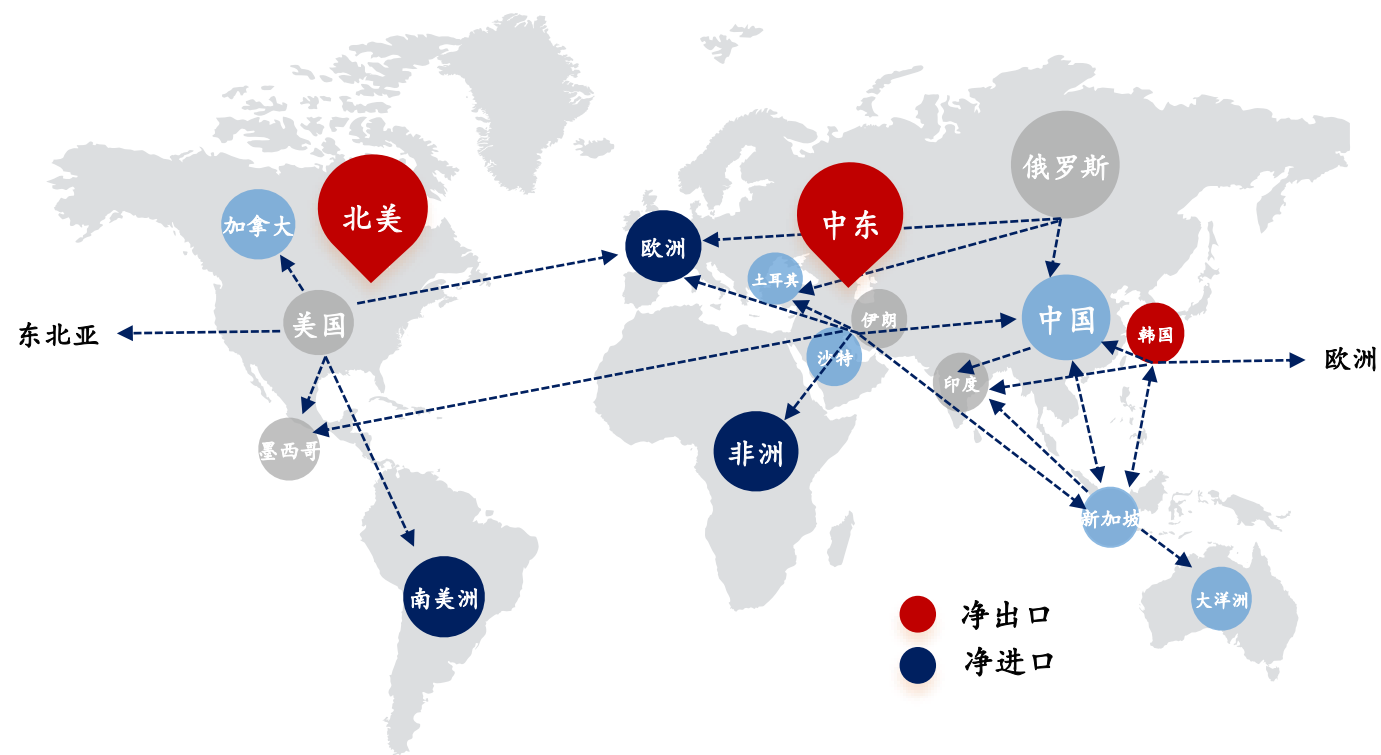 俄罗斯
北美
中东
加拿大
欧洲
土耳其
美国
伊朗
中国
韩国
东北亚
沙特
欧洲
印度
墨西哥
非洲
新加坡
南美洲
大洋洲
净出口
净进口